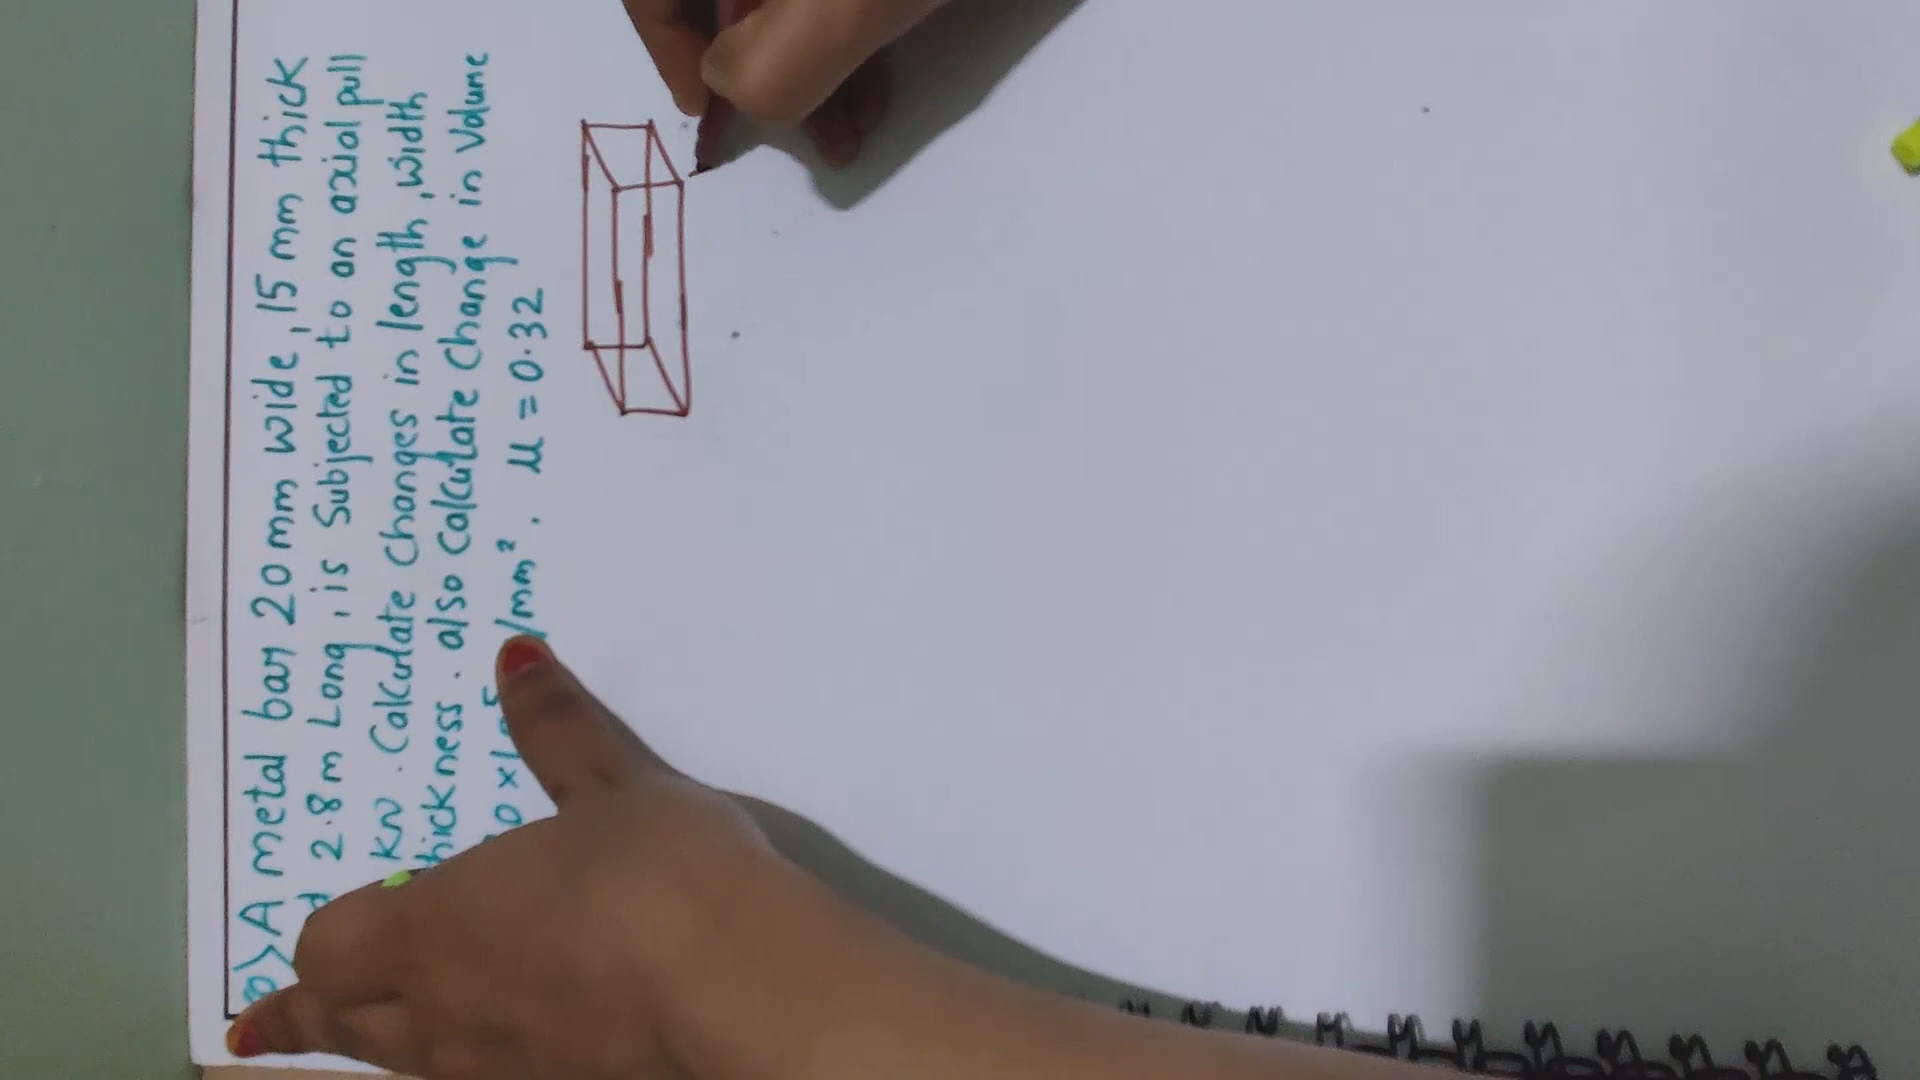 > A metal bar 20 mm wide, 15 mm thick
d 2.8 m Long, is Subjected to an axial pull
KN. Calculate Changes in length, width
thickness. also Calculate Change in Volume
0 × /mm². μ = 0.32